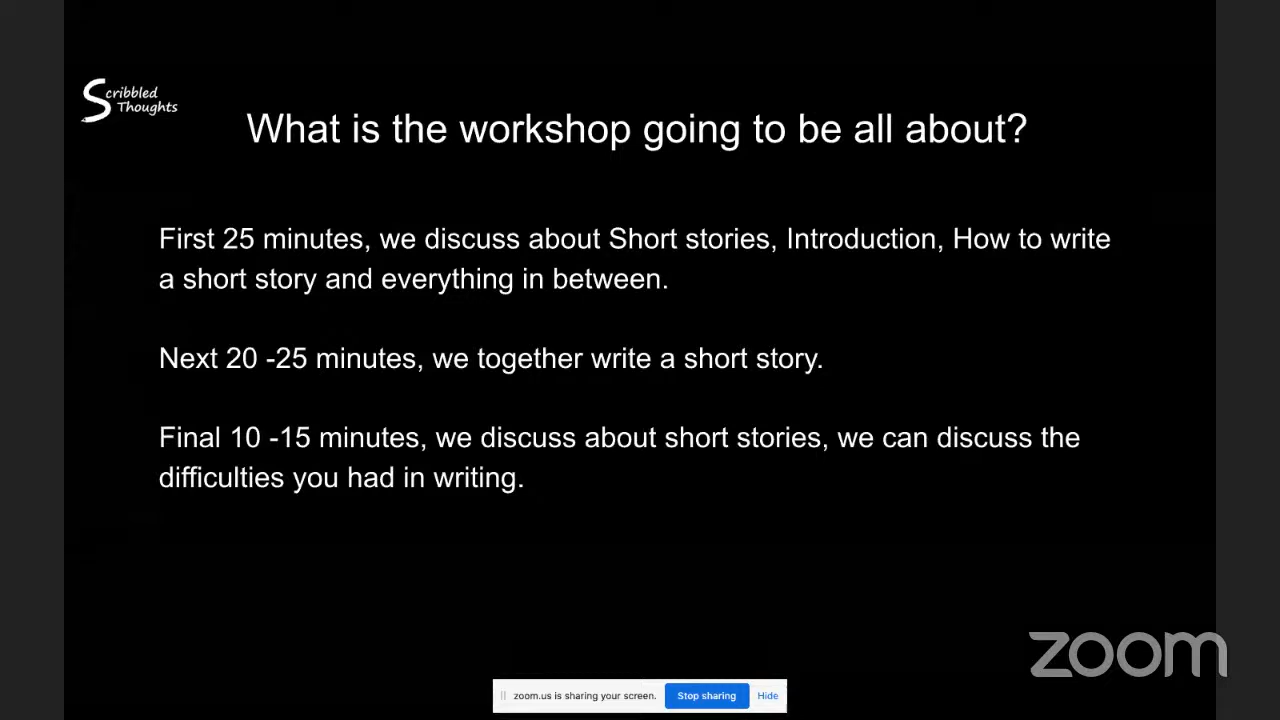 Scribbled
Thoughts
What is the workshop going to be all about?
First 25 minutes, we discuss about Short stories, Introduction, How to write
a short story and everything in between.
Next 20 -25 minutes, we together write a short story.
Final 10 -15 minutes, we discuss about short stories, we can discuss the
difficulties you had in writing.
zoom
zoom.us is sharing your screen. Stop sharing Hide